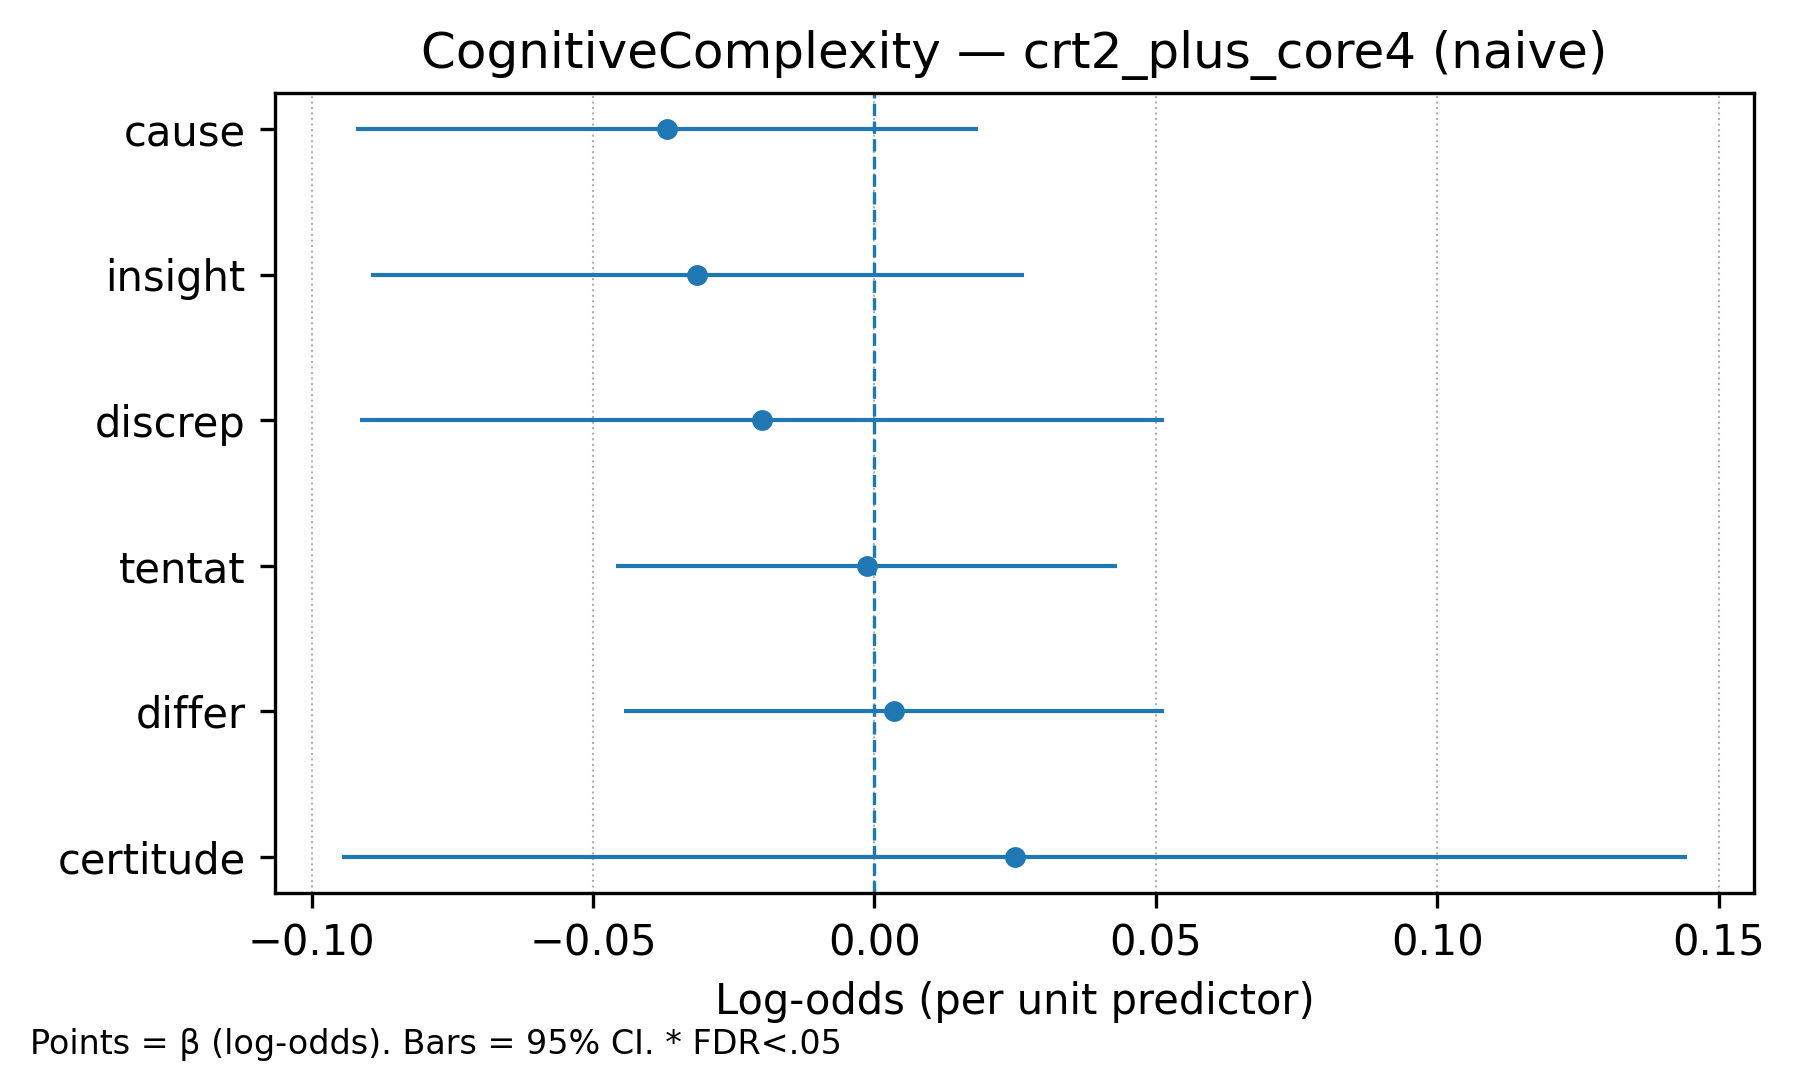 CognitiveComplexity — crt2_plus_core4 (naive)
cause
insight
discrep
tentat
differ
certitude
−0.10 −0.05 0.00 0.05 0.10 0.15
Log-odds (per unit predictor)
Points = β (log-odds). Bars = 95% CI. * FDR<.05